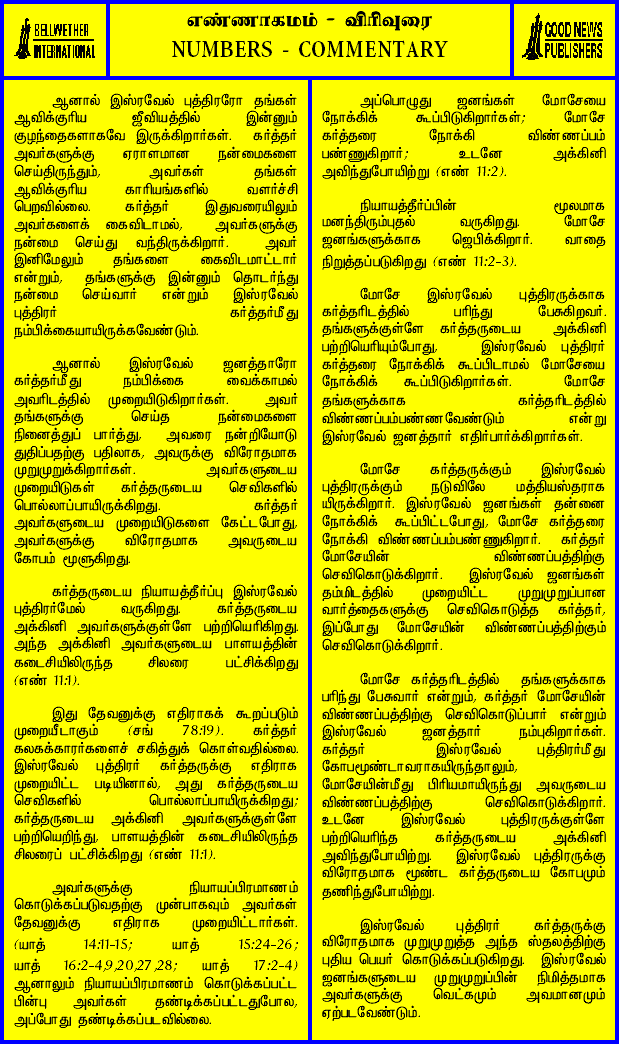 BELLWETHER
INTERNATIONAL
எண்ணாகமம் - விரிவுரை
NUMBERS - COMMENTARY
GOOD NEWS
PUBLISHERS
ஆனால் இஸ்ரவேல் புத்திரரோ தங்கள்
ஆவிக்குரிய ஜீவியத்தில் இன்னும்
குழந்தைகளாகவே இருக்கிறார்கள். கர்த்தர்
அவர்களுக்கு ஏராளமான நன்மைகளை
செய்திருந்தும், அவர்கள் தங்கள்
ஆவிக்குரிய காரியங்களில் வளர்ச்சி
பெறவில்லை. கர்த்தர் இதுவரையிலும்
அவர்களைக் கைவிடாமல், அவர்களுக்கு
நன்மை செய்து வந்திருக்கிறார். அவர்
இனிமேலும் தங்களை கைவிடமாட்டார்
என்றும், தங்களுக்கு இன்னும் தொடர்ந்து
நன்மை செய்வார் என்றும் இஸ்ரவேல்
புத்திரர் கர்த்தர்மீது
நம்பிக்கையாயிருக்கவேண்டும்.
ஆனால் இஸ்ரவேல் ஜனத்தாரோ
கர்த்தர்மீது நம்பிக்கை வைக்காமல்
அவரிடத்தில் முறையிடுகிறார்கள். அவர்
தங்களுக்கு செய்த நன்மைகளை
நினைத்துப் பார்த்து, அவரை நன்றியோடு
துதிப்பதற்கு பதிலாக, அவருக்கு விரோதமாக
முறுமுறுக்கிறார்கள். அவர்களுடைய
முறையிடுகள் கர்த்தருடைய செவிகளில்
பொல்லாப்பாயிருக்கிறது. கர்த்தர்
அவர்களுடைய முறையிடுகளை கேட்டபோது,
அவர்களுக்கு விரோதமாக அவருடைய
கோபம் மூளுகிறது.
கர்த்தருடைய நியாயத்தீர்ப்பு இஸ்ரவேல்
புத்திரர்மேல் வருகிறது. கர்த்தருடைய
அக்கினி அவர்களுக்குள்ளே பற்றியெரிகிறது.
அந்த அக்கினி அவர்களுடைய பாளயத்தின்
கடைசியிலிருந்த சிலரை பட்சிக்கிறது
(எண் 11:1).
இது தேவனுக்கு எதிராகக் கூறப்படும்
முறையீடாகும் (சங் 78:19). கர்த்தர்
கலகக்காரர்களைச் சகித்துக் கொள்வதில்லை.
இஸ்ரவேல் புத்திரர் கர்த்தருக்கு எதிராக
முறையிட்ட படியினால், அது கர்த்தருடைய
செவிகளில் பொல்லாப்பாயிருக்கிறது;
கர்த்தருடைய அக்கினி அவர்களுக்குள்ளே
பற்றியெறிந்து, பாளயத்தின் கடைசியிலிருந்த
சிலரைப் பட்சிக்கிறது (எண் 11:1).
அவர்களுக்கு நியாயப்பிரமாணம்
கொடுக்கப்படுவதற்கு முன்பாகவும் அவர்கள்
தேவனுக்கு எதிராக முறையிட்டார்கள்.
(யாத் 14:11-15; யாத் 15:24-26;
யாத் 16:2-4,9,20,27,28; யாத் 17:2-4)
ஆனாலும் நியாயப்பிரமாணம் கொடுக்கப்பட்ட
பின்பு அவர்கள் தண்டிக்கப்பட்டதுபோல,
அப்போது தண்டிக்கப்படவில்லை.
அப்பொழுது ஜனங்கள் மோசேயை
நோக்கிக் கூப்பிடுகிறார்கள்; மோசே
கர்த்தரை நோக்கி விண்ணப்பம்
பண்ணுகிறார்; உடனே அக்கினி
அவிந்துபோயிற்று (எண் 11:2).
நியாயத்தீர்ப்பின் மூலமாக
மனந்திரும்புதல் வருகிறது. மோசே
ஜனங்களுக்காக ஜெபிக்கிறார். வாதை
நிறுத்தப்படுகிறது (எண் 11:2-3).
மோசே இஸ்ரவேல் புத்திரருக்காக
கர்த்தரிடத்தில் பரிந்து பேசுகிறவர்.
தங்களுக்குள்ளே கர்த்தருடைய அக்கினி
பற்றியெரியும்போது, இஸ்ரவேல் புத்திரர்
கர்த்தரை நோக்கிக் கூப்பிடாமல் மோசேயை
நோக்கிக் கூப்பிடுகிறார்கள். மோசே
தங்களுக்காக கர்த்தரிடத்தில்
விண்ணப்பம்பண்ணவேண்டும் என்று
இஸ்ரவேல் ஜனத்தார் எதிர்பார்க்கிறார்கள்.
மோசே கர்த்தருக்கும் இஸ்ரவேல்
புத்திரருக்கும் நடுவிலே மத்தியஸ்தராக
யிருக்கிறார். இஸ்ரவேல் ஜனங்கள் தன்னை
நோக்கிக் கூப்பிட்டபோது, மோசே கர்த்தரை
நோக்கி விண்ணப்பம்பண்ணுகிறார். கர்த்தர்
மோசேயின் விண்ணப்பத்திற்கு
செவிகொடுக்கிறார். இஸ்ரவேல் ஜனங்கள்
தம்மிடத்தில் முறையிட்ட முறுமுறுப்பான
வார்த்தைகளுக்கு செவிகொடுத்த கர்த்தர்,
இப்போது மோசேயின் விண்ணப்பத்திற்கும்
செவிகொடுக்கிறார்.
மோசே கர்த்தரிடத்தில் தங்களுக்காக
பரிந்து பேசுவார் என்றும், கர்த்தர் மோசேயின்
விண்ணப்பத்திற்கு செவிகொடுப்பார் என்றும்
இஸ்ரவேல் ஜனத்தார் நம்புகிறார்கள்.
கர்த்தர் இஸ்ரவேல் புத்திரர்மீது
கோபமூண்டாவராகயிருந்தாலும்,
மோசேயின்மீது பிரியமாயிருந்து அவருடைய
விண்ணப்பத்திற்கு செவிகொடுக்கிறார்.
உடனே இஸ்ரவேல் புத்திரருக்குள்ளே
பற்றியெரிந்த கர்த்தருடைய அக்கினி
அவிந்துபோயிற்று. இஸ்ரவேல் புத்திரருக்கு
விரோதமாக மூண்ட கர்த்தருடைய கோபமும்
தணிந்துபோயிற்று.
இஸ்ரவேல் புத்திரர் கர்த்தருக்கு
விரோதமாக முறுமுறுத்த அந்த ஸ்தலத்திற்கு
புதிய பெயர் கொடுக்கப்படுகிறது. இஸ்ரவேல்
ஜனங்களுடைய முறுமுறுப்பின் நிமித்தமாக
அவர்களுக்கு வெட்கமும் அவமானமும்
ஏற்படவேண்டும்.